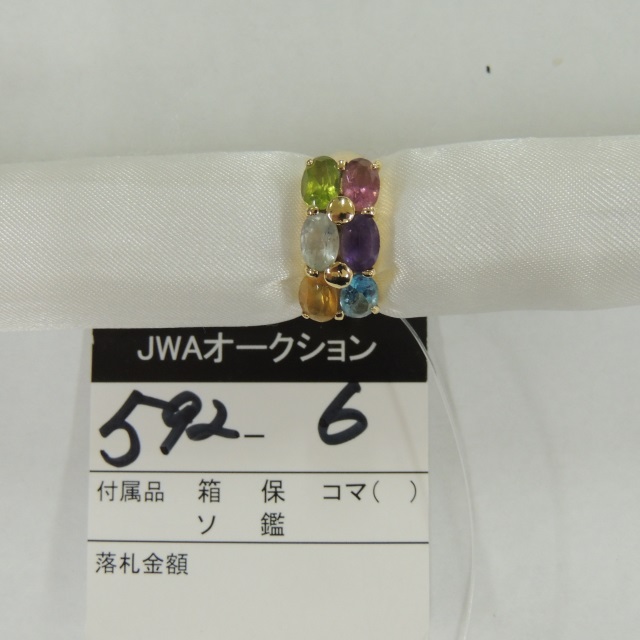 JWAオークション
592- 6
付属品 箱 保 コマ( )
ソ 鑑
落札金額